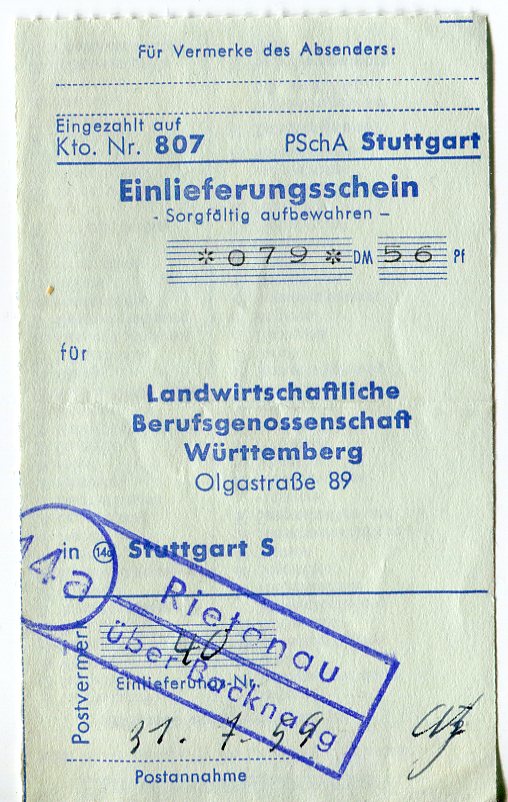 Für Vermerke des Absenders:
Eingezahlt auf
Kto. Nr. 807 PSchA Stuttgart
Einlieferungsschein
- Sorgfältig aufbewahren -
*079* DM 56 Pf
für
Landwirtschaftliche
Berufsgenossenschaft
Württemberg
Olgastraße 89
in 14a Stuttgart S
14a
Rietenau
über Backnang
Postvermerk
40
Einlieferungs-Nr.
31. 7. 59
Postannahme